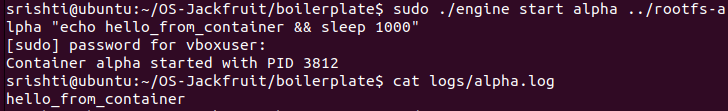 srishti@ubuntu:~/OS-Jackfruit/boilerplate$ sudo ./engine start alpha ../rootfs-a
lpha "echo hello_from_container && sleep 1000"
[sudo] password for vboxuser:
Container alpha started with PID 3812
srishti@ubuntu:~/OS-Jackfruit/boilerplate$ cat logs/alpha.log
hello_from_container